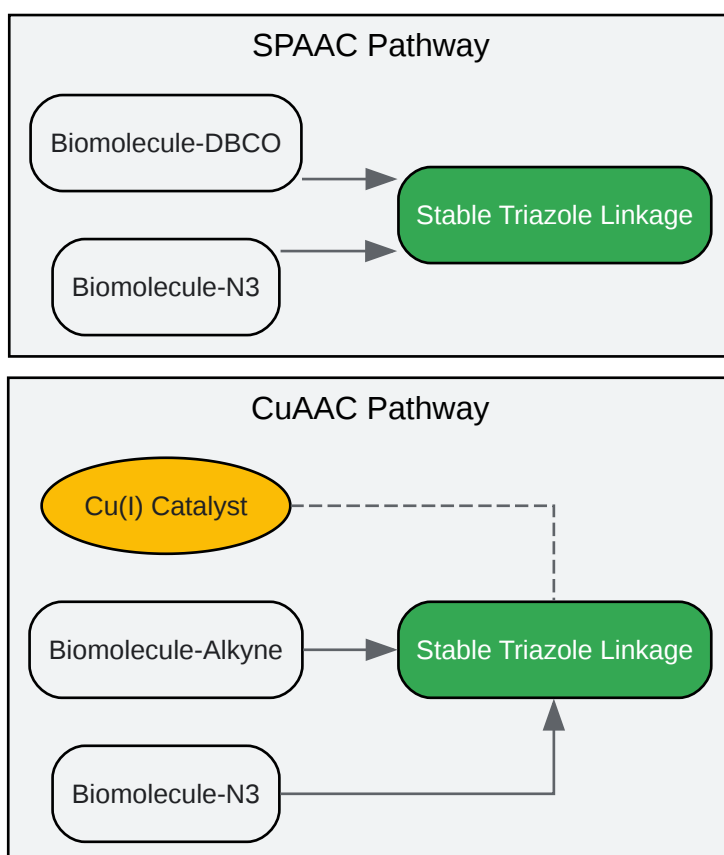 SPAAC Pathway
Biomolecule-DBCO
Stable Triazole Linkage
Biomolecule-N3
CuAAC Pathway
Cu(I) Catalyst
Biomolecule-Alkyne
Stable Triazole Linkage
Biomolecule-N3